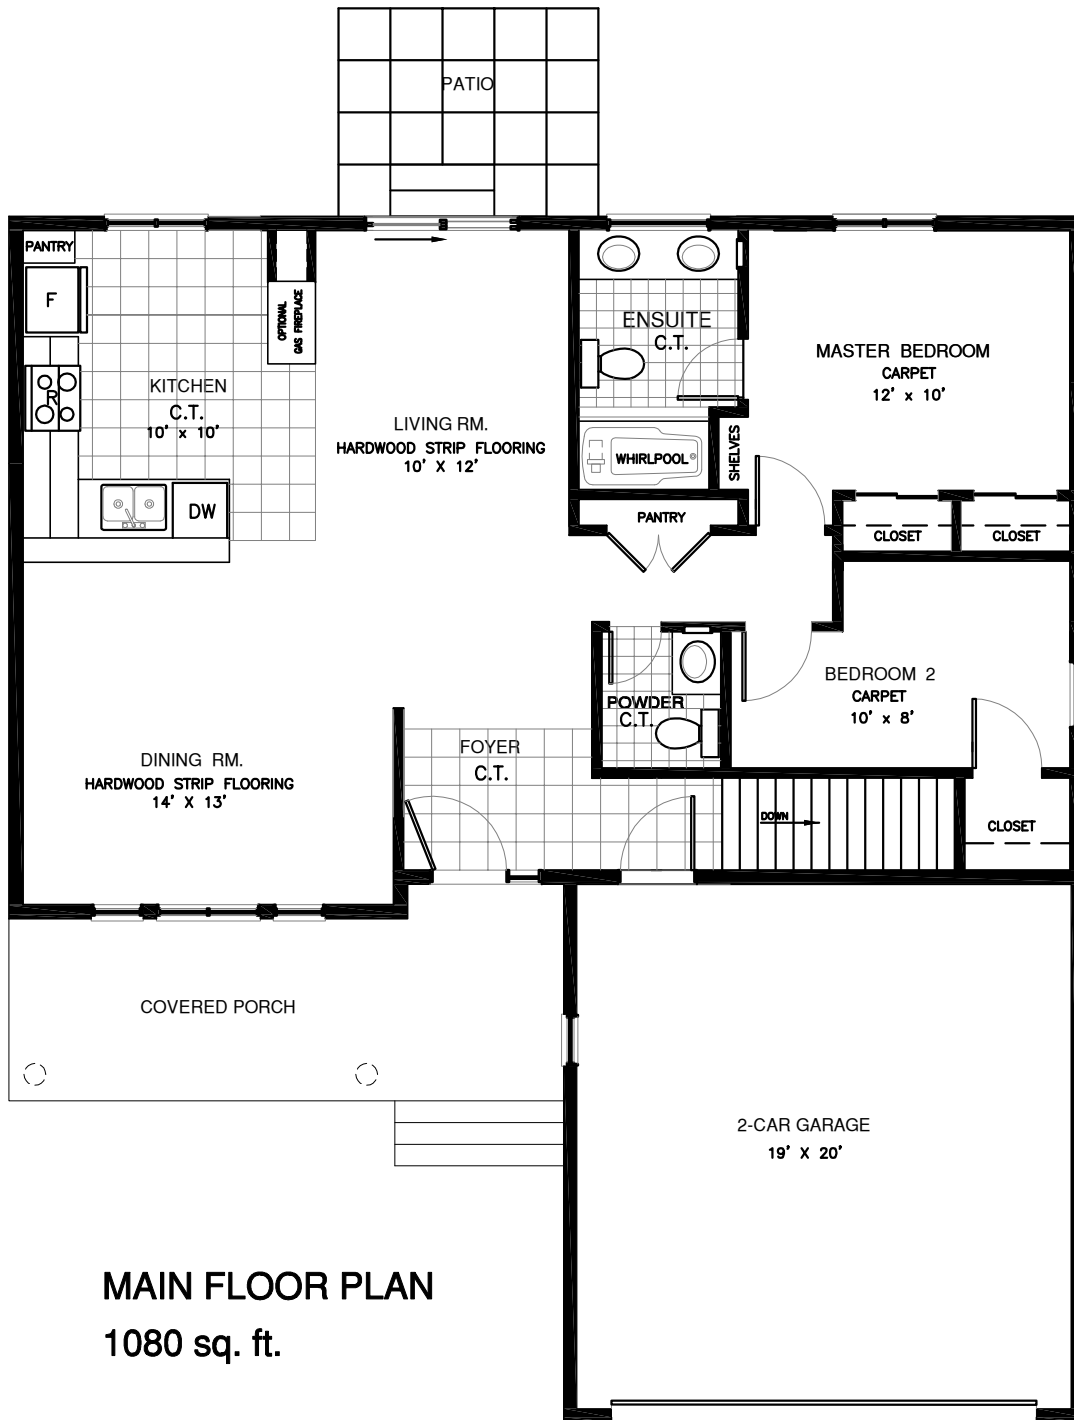 PATIO
PANTRY
F
OPTIONAL
GAS FIREPLACE
ENSUITE
C.T.
MASTER BEDROOM
CARPET
12' x 10'
KITCHEN
C.T.
10' x 10'
R
LIVING RM.
HARDWOOD STRIP FLOORING
10' X 12'
WHIRLPOOL
SHELVES
DW
PANTRY
CLOSET
CLOSET
BEDROOM 2
CARPET
10' x 8'
POWDER
C.T.
FOYER
C.T.
DINING RM.
HARDWOOD STRIP FLOORING
14' X 13'
DOWN
CLOSET
COVERED PORCH
2-CAR GARAGE
19' X 20'
MAIN FLOOR PLAN
1080 sq. ft.